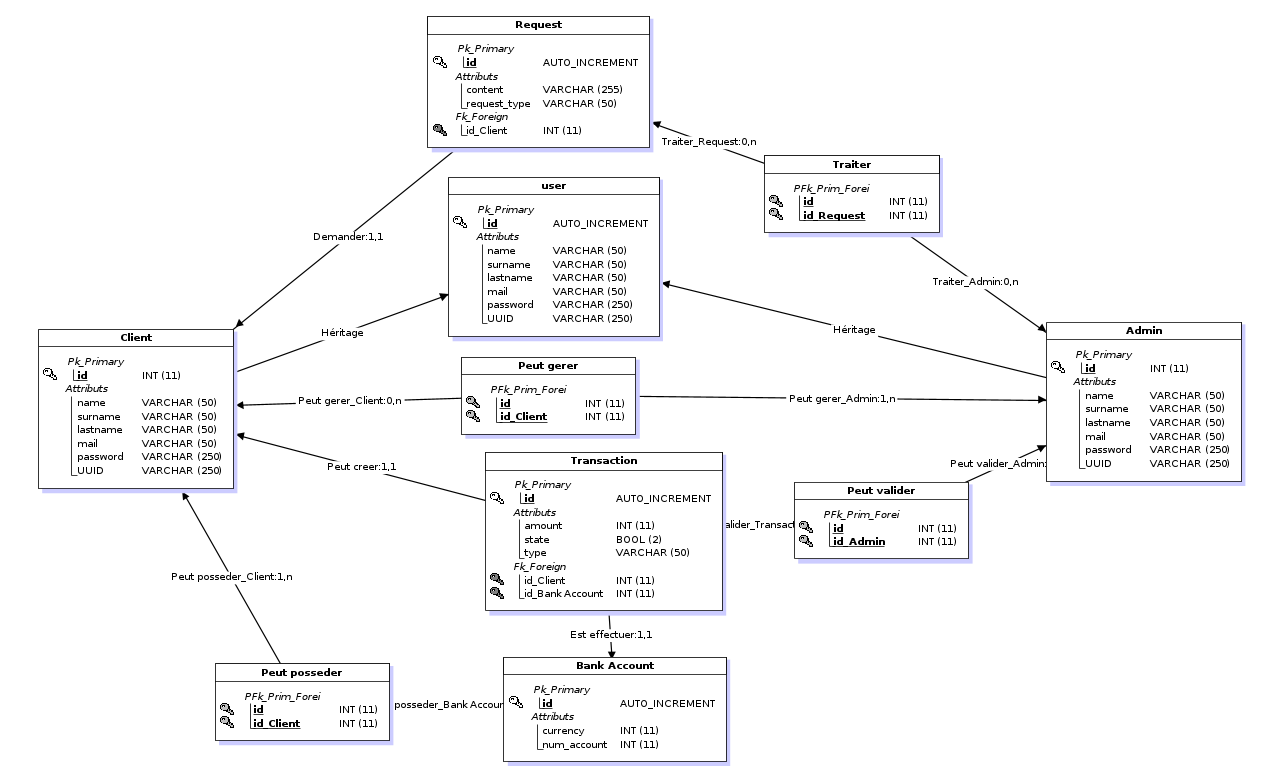 Request
Pk_Primary
id AUTO_INCREMENT
Attributs
content VARCHAR (255)
request_type VARCHAR (50)
Fk_Foreign
id_Client INT (11)
Traiter_Request:0,n
Traiter
PFk_Prim_Forei
id INT (11)
id_Request INT (11)
user
Pk_Primary
id AUTO_INCREMENT
Attributs
name VARCHAR (50)
surname VARCHAR (50)
lastname VARCHAR (50)
mail VARCHAR (50)
password VARCHAR (250)
UUID VARCHAR (250)
Demander:1,1
Traiter_Admin:0,n
Héritage
Héritage
Client
Pk_Primary
id INT (11)
Attributs
name VARCHAR (50)
surname VARCHAR (50)
lastname VARCHAR (50)
mail VARCHAR (50)
password VARCHAR (250)
UUID VARCHAR (250)
Admin
Pk_Primary
id INT (11)
Attributs
name VARCHAR (50)
surname VARCHAR (50)
lastname VARCHAR (50)
mail VARCHAR (50)
password VARCHAR (250)
UUID VARCHAR (250)
Peut gerer
PFk_Prim_Forei
id INT (11)
id_Client INT (11)
Peut gerer_Client:0,n
Peut gerer_Admin:1,n
Peut creer:1,1
Transaction
Pk_Primary
id AUTO_INCREMENT
Attributs
amount INT (11)
state BOOL (2)
type VARCHAR (50)
Fk_Foreign
id_Client INT (11)
id_Bank Account INT (11)
Peut valider_Admin:
Peut valider
PFk_Prim_Forei
id INT (11)
id_Admin INT (11)
alider_Transact
Peut posseder_Client:1,n
Est effectuer:1,1
Peut posseder
PFk_Prim_Forei
id INT (11)
id_Client INT (11)
posseder_Bank Accour
Bank Account
Pk_Primary
id AUTO_INCREMENT
Attributs
currency INT (11)
num_account INT (11)